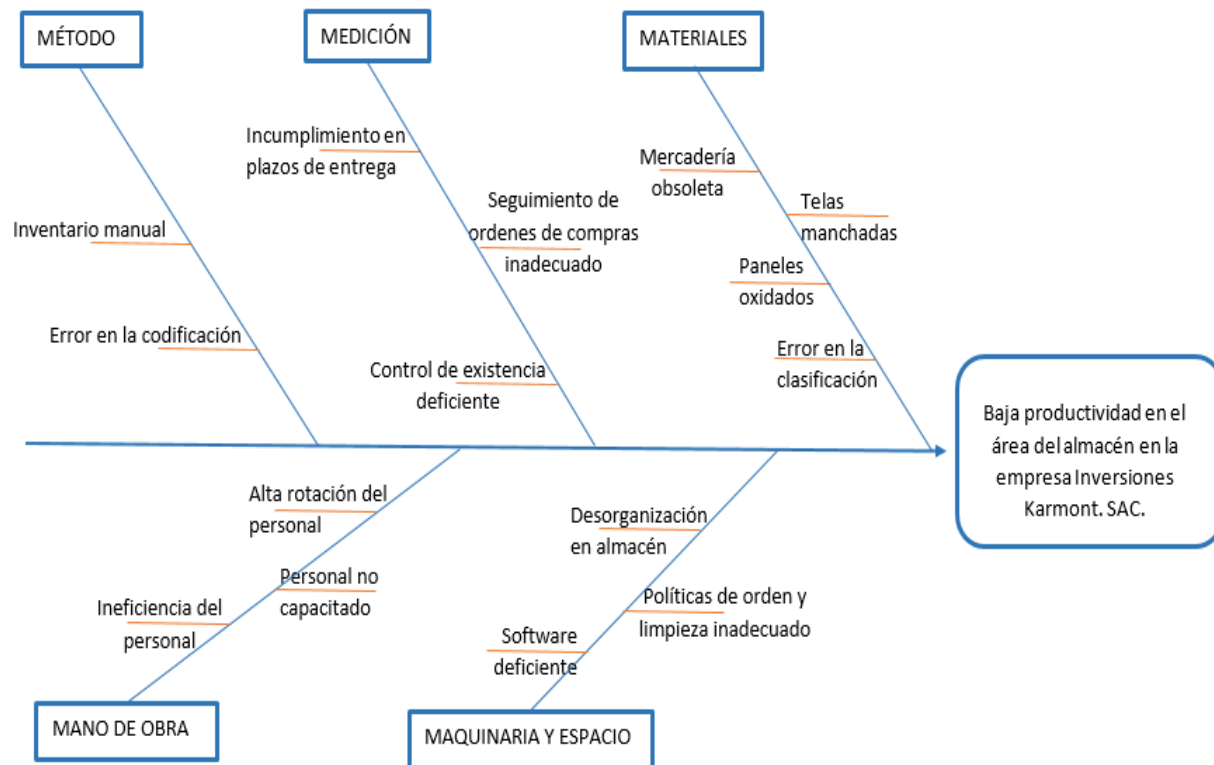 MÉTODO
MEDICIÓN
MATERIALES
Inventario manual
Error en la codificación
Incumplimiento en
plazos de entrega
Seguimiento de
ordenes de compras
inadecuado
Control de existencia
deficiente
Mercadería
obsoleta
Telas
manchadas
Paneles
oxidados
Error en la
clasificación
Baja productividad en el
área del almacén en la
empresa Inversiones
Karmont. SAC.
Alta rotación del
personal
Personal no
capacitado
Ineficiencia del
personal
Desorganización
en almacén
Políticas de orden y
limpieza inadecuado
Software
deficiente
MANO DE OBRA
MAQUINARIA Y ESPACIO